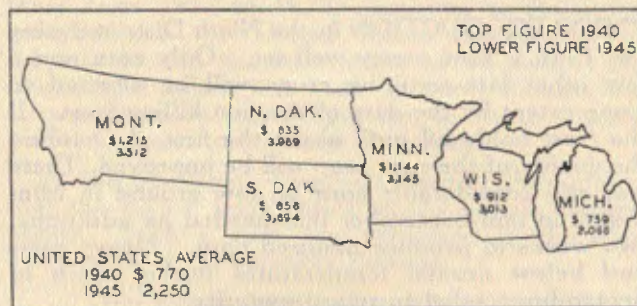 TOP FIGURE 1940
LOWER FIGURE 1945
MONT.
$1,215
3,512
N. DAK.
$ 835
3,989
S. DAK
$ 858
3,894
MINN.
$1,144
3,145
WIS.
$ 912
3,013
MICH.
$ 759
2,068
UNITED STATES AVERAGE
1940 $ 770
1945 2,250